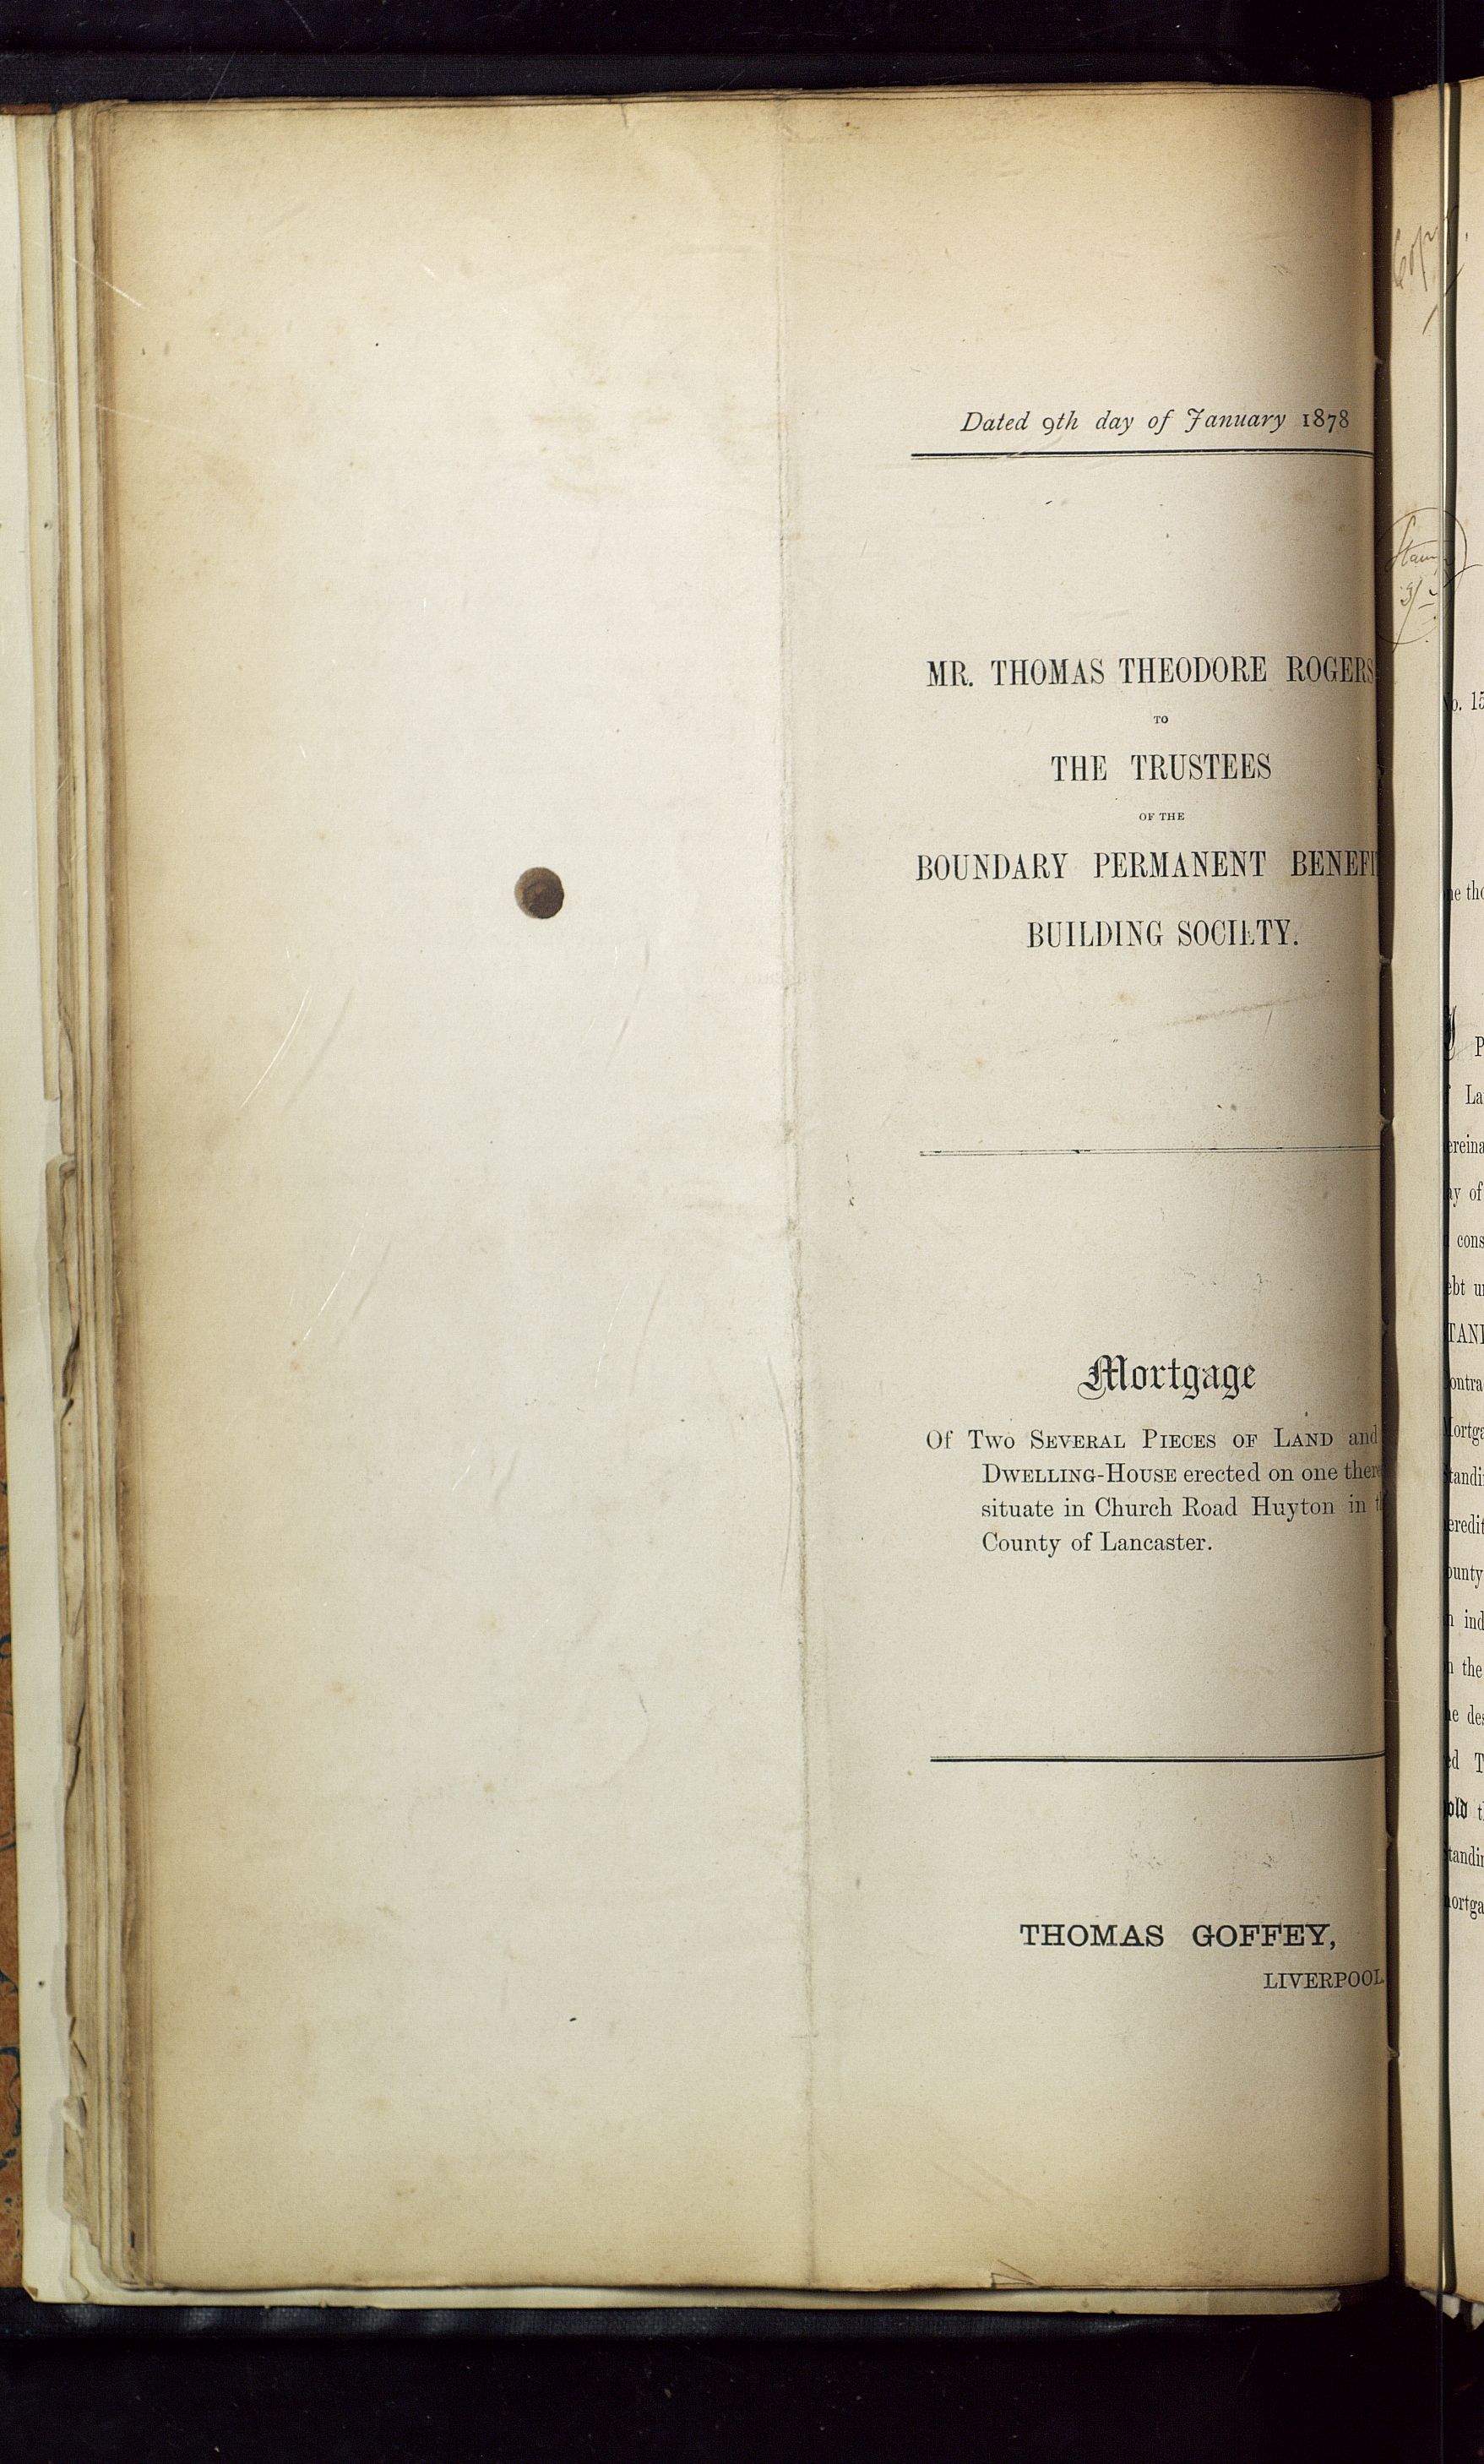 Dated 9th day of January 1878
MR. THOMAS THEODORE ROGERS
TO
THE TRUSTEES
OF THE
BOUNDARY PERMANENT BENEFI
BUILDING SOCIETY.
Mortgage
Of Two Several Pieces of Land and
Dwelling-House erected on one ther
situate in Church Road Huyton in t
County of Lancaster.
THOMAS GOFFEY,
LIVERPOOL